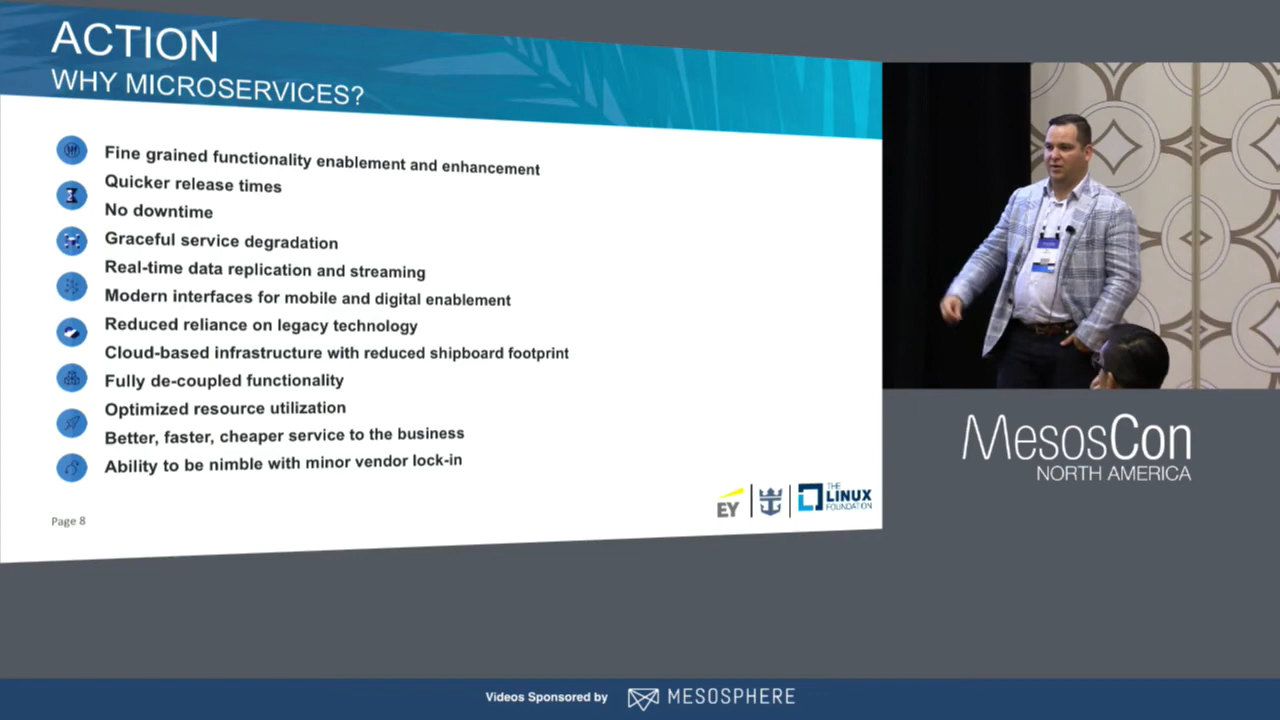 ACTION
WHY MICROSERVICES?
Fine grained functionality enablement and enhancement
Quicker release times
No downtime
Graceful service degradation
Real-time data replication and streaming
Modern interfaces for mobile and digital enablement
Reduced reliance on legacy technology
Cloud-based infrastructure with reduced shipboard footprint
Fully de-coupled functionality
Optimized resource utilization
Better, faster, cheaper service to the business
Ability to be nimble with minor vendor lock-in
Page 8
EY
THE
LINUX
FOUNDATION
MesosCon
NORTH AMERICA
Videos Sponsored by
MESOSPHERE